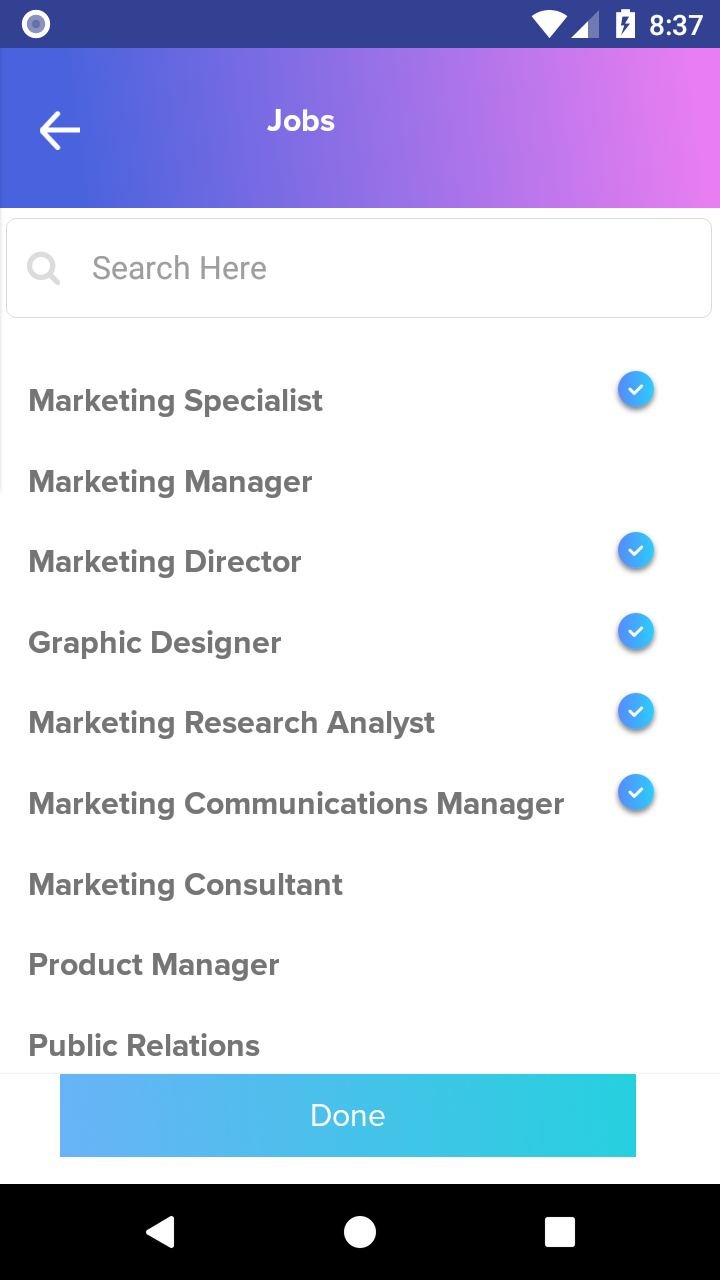 8:37
Jobs
Search Here
Marketing Specialist
Marketing Manager
Marketing Director
Graphic Designer
Marketing Research Analyst
Marketing Communications Manager
Marketing Consultant
Product Manager
Public Relations
Done